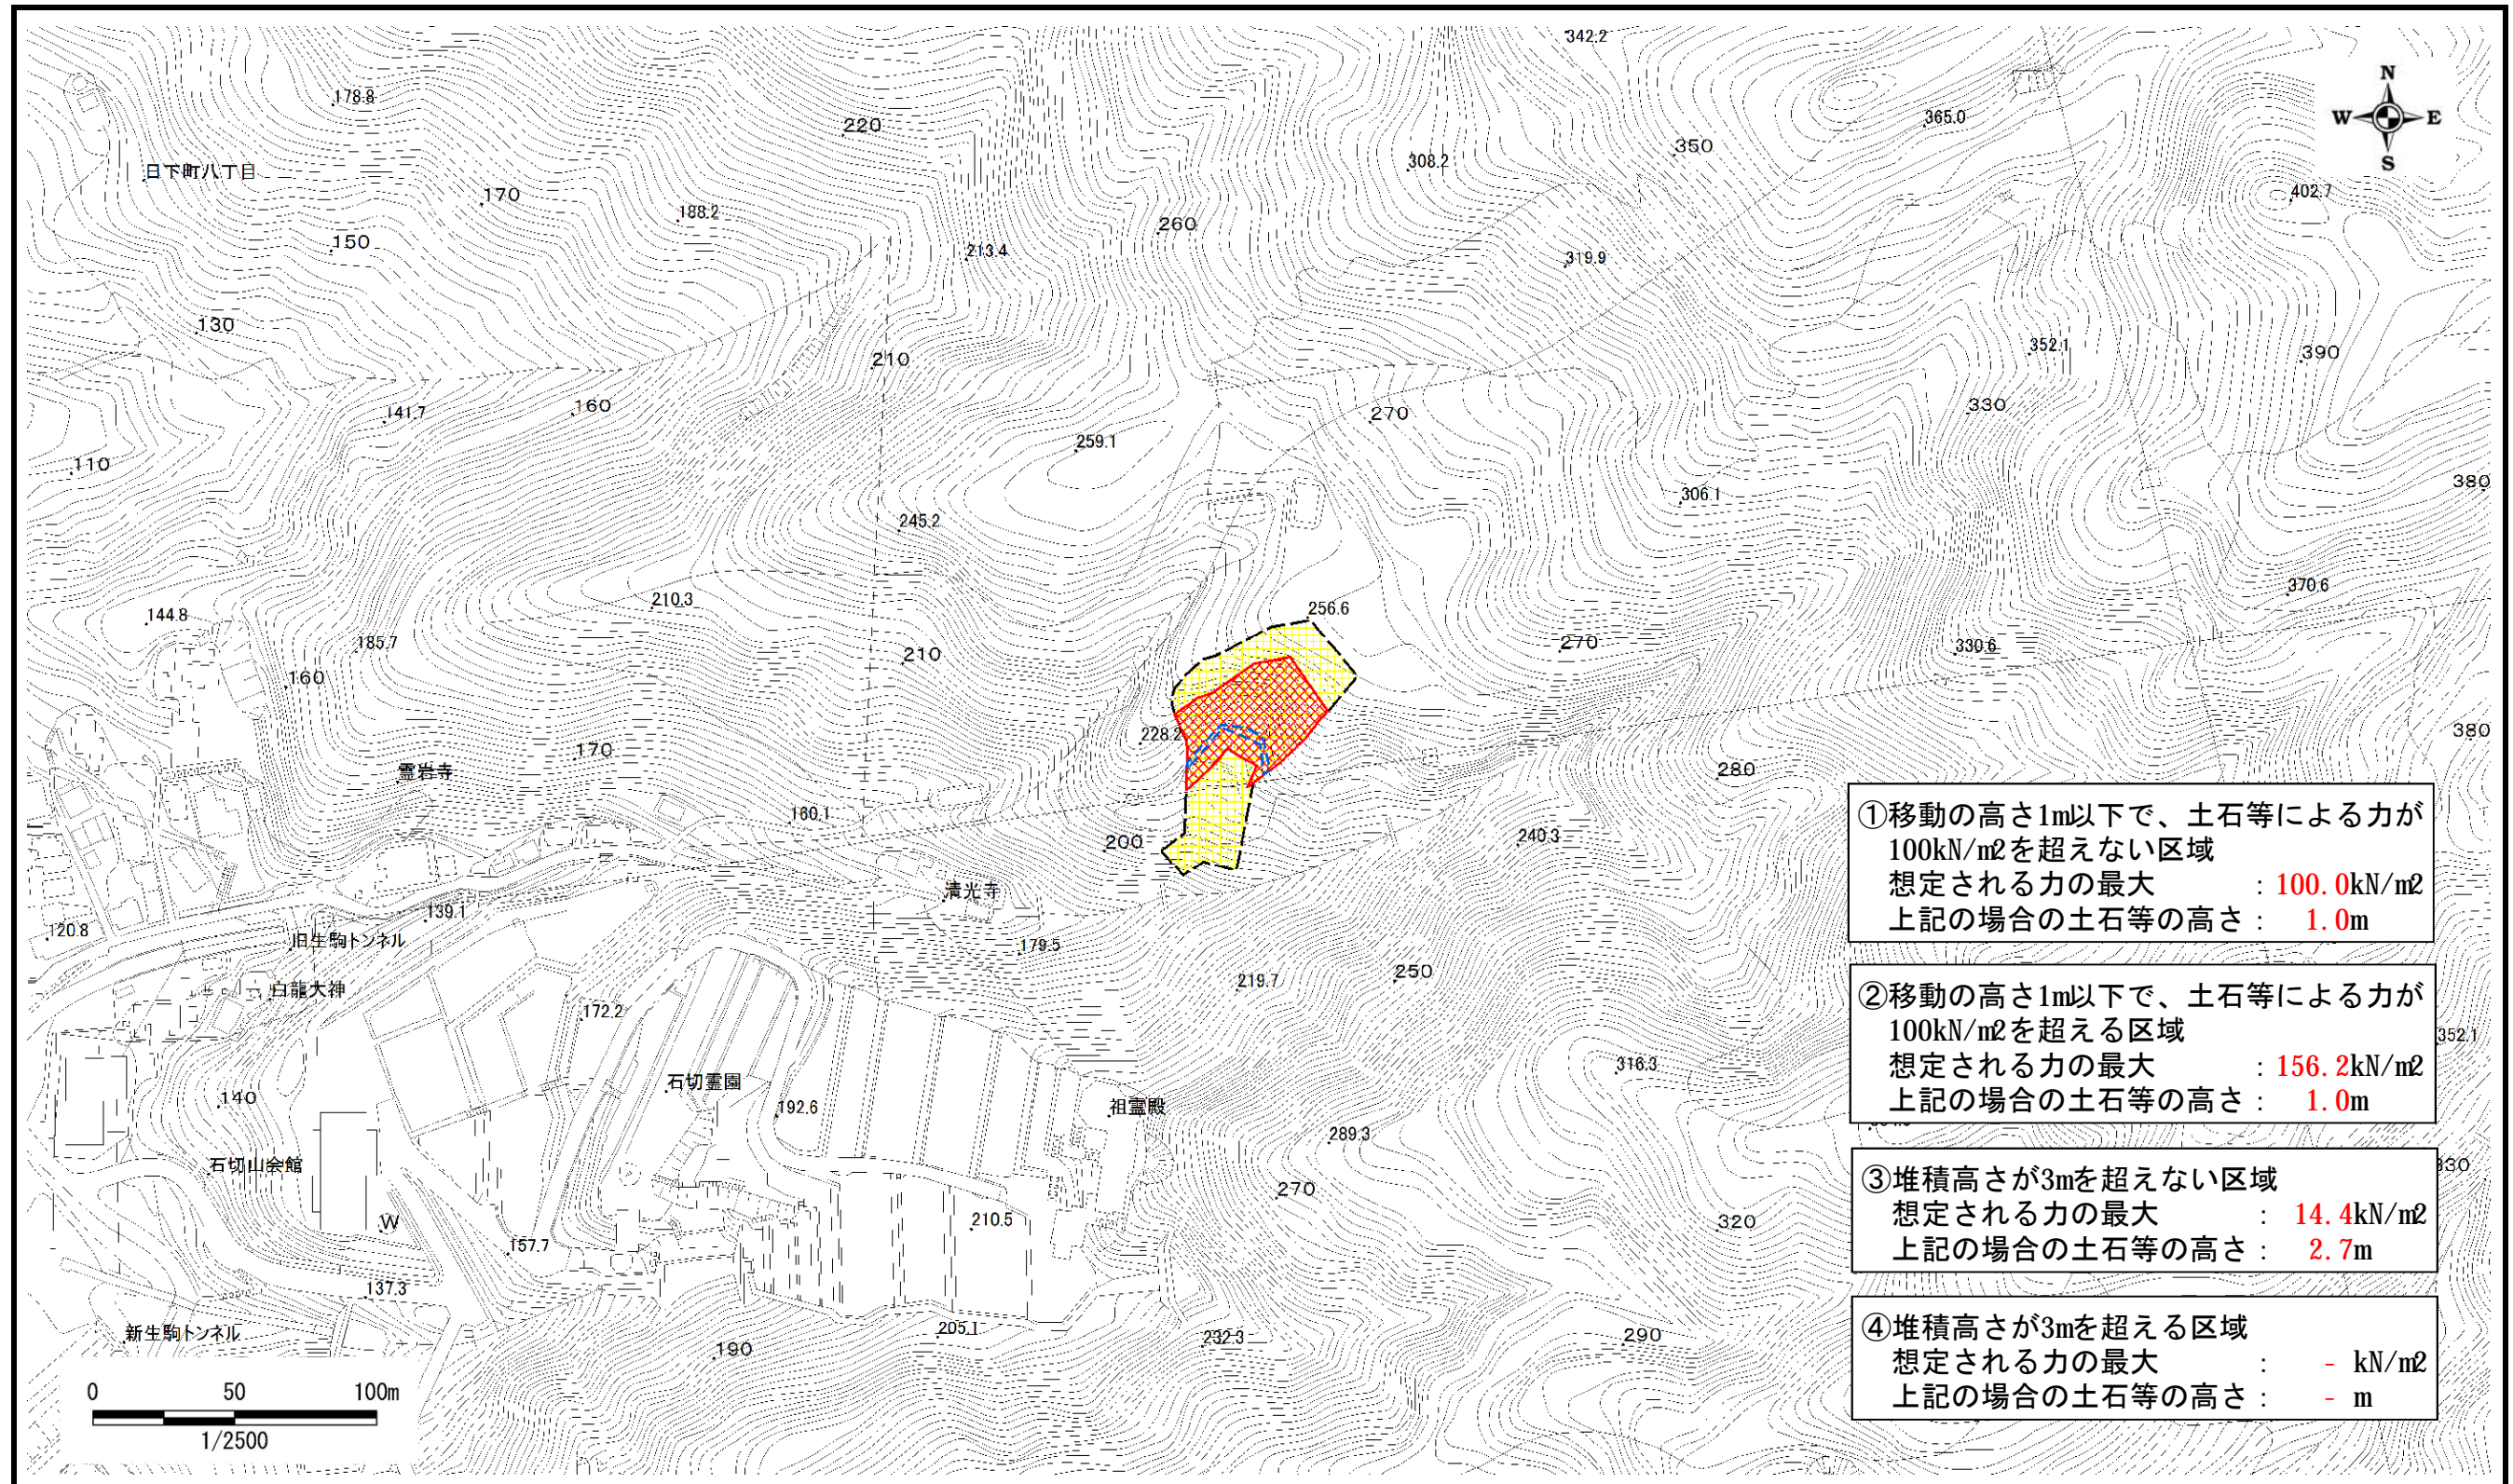 342.2
N
W E
S
178.8
365.0
220
350
308.2
日下町八丁目
170
402.7
188.2
260
150
213.4
319.9
130
352.1
390
210
160
330
141.7
270
259.1
110
380
306.1
245.2
370.6
210.3
256.6
144.8
185.7
270
330.6
210
160
228.2
380
170
霊岩寺
280
160.1
240.3
200
清光寺
139.1
120.8
旧生駒トンネル
179.5
250
219.7
白龍大神
172.2
352.1
316.3
石切霊園
140
192.6
祖霊殿
289.3
石切山会館
330
270
W
210.5
320
157.7
137.3
新生駒トンネル
205.1
232.3
290
190
①移動の高さ1m以下で、土石等による力が
100kN/m2を超えない区域
想定される力の最大 : 100.0kN/m2
上記の場合の土石等の高さ : 1.0m
②移動の高さ1m以下で、土石等による力が
100kN/m2を超える区域
想定される力の最大 : 156.2kN/m2
上記の場合の土石等の高さ : 1.0m
③堆積高さが3mを超えない区域
想定される力の最大 : 14.4kN/m2
上記の場合の土石等の高さ : 2.7m
④堆積高さが3mを超える区域
想定される力の最大 : - kN/m2
上記の場合の土石等の高さ : - m
0 50 100m
1/2500